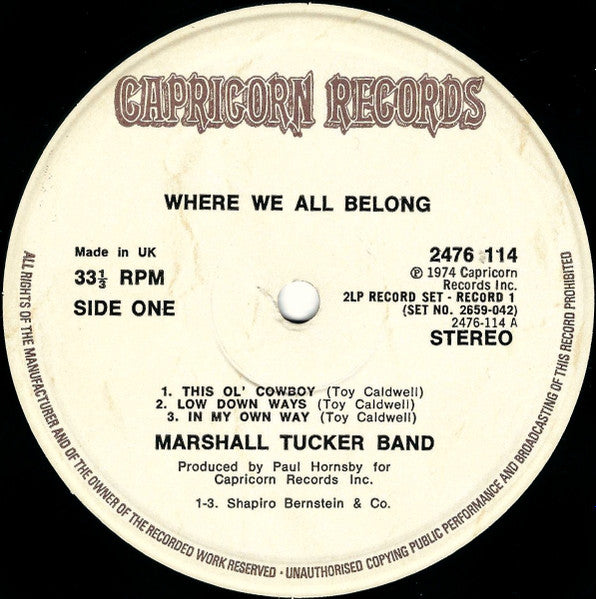 CAPRICORN RECORDS
WHERE WE ALL BELONG
Made in UK
33⅓ RPM
SIDE ONE
2476 114
℗ 1974 Capricorn
Records Inc.
2LP RECORD SET - RECORD 1
(SET NO. 2659-042)
2476-114 A
STEREO
1. THIS OL' COWBOY (Toy Caldwell)
2. LOW DOWN WAYS (Toy Caldwell)
3. IN MY OWN WAY (Toy Caldwell)
MARSHALL TUCKER BAND
Produced by Paul Hornsby for
Capricorn Records Inc.
1-3. Shapiro Bernstein & Co.
ALL RIGHTS OF THE MANUFACTURER AND OF THE OWNER OF THE RECORDED WORK RESERVED · UNAUTHORISED COPYING PUBLIC PERFORMANCE AND BROADCASTING OF THIS RECORD PROHIBITED